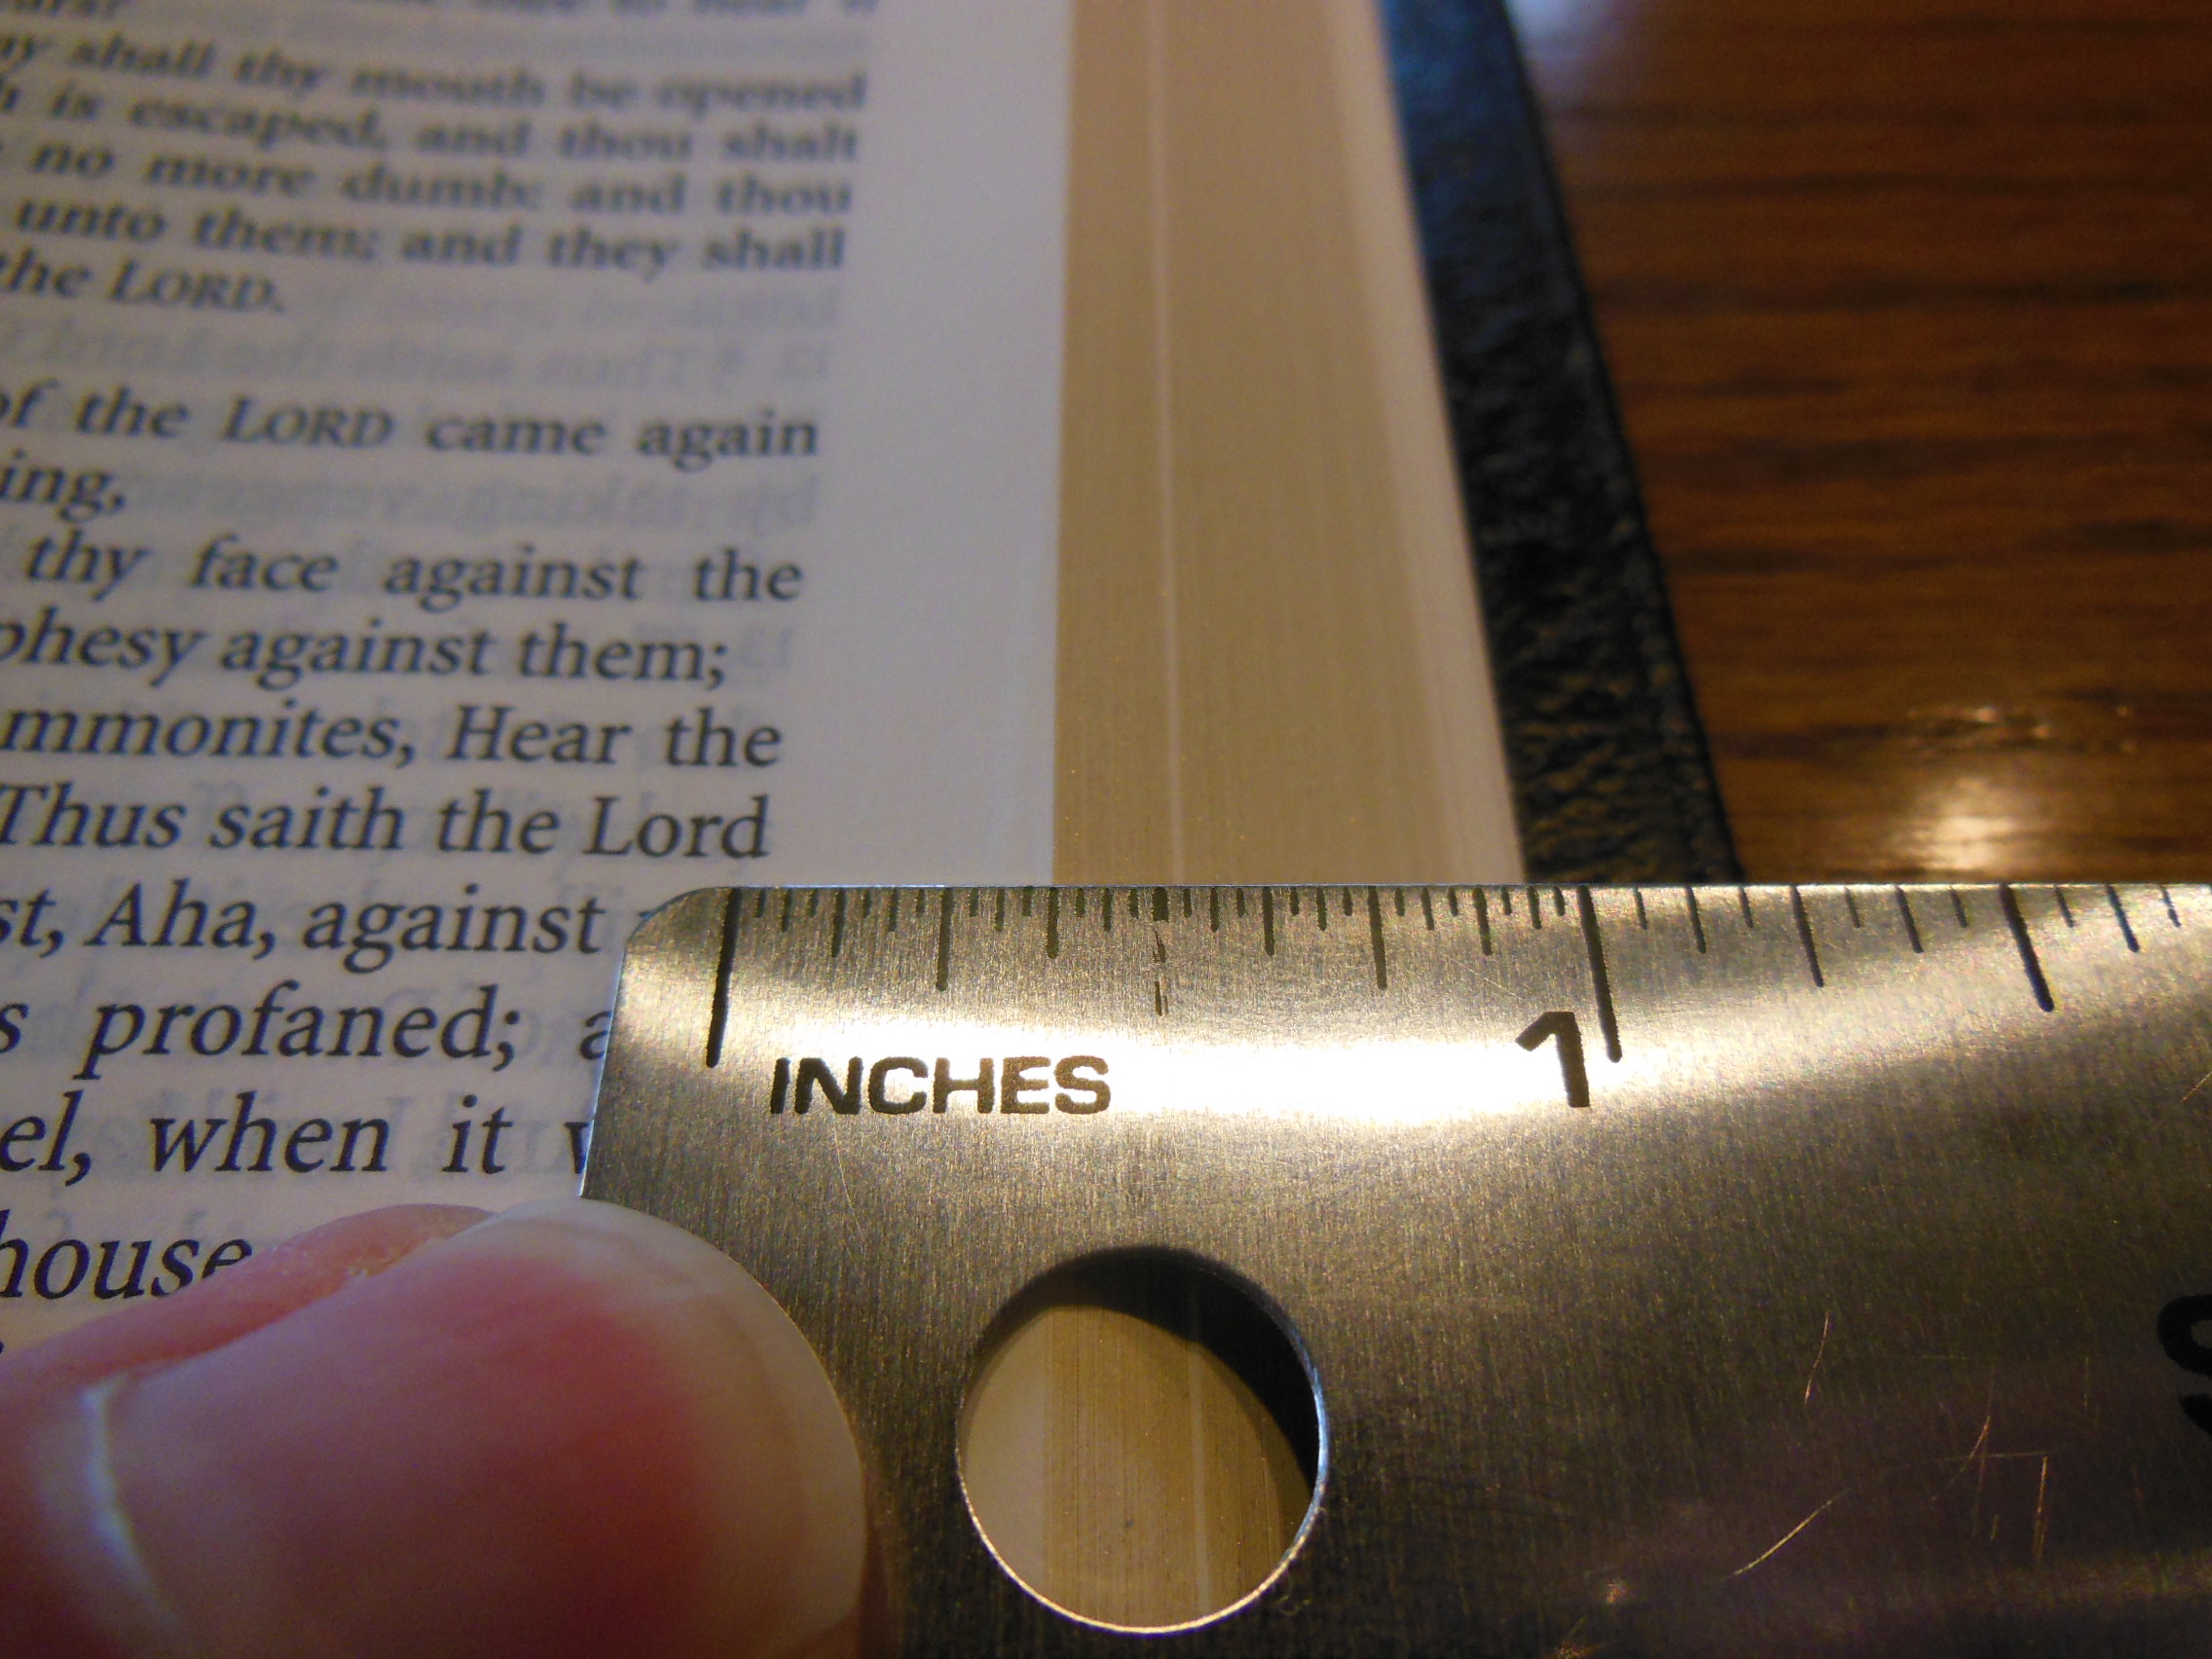 shall thy mouth be opened
is escaped, and thou shalt
no more dumb: and thou
unto them; and they shall
the LORD.
of the LORD came again
ing,
thy face against the
phesy against them;
mmonites, Hear the
Thus saith the Lord
st, Aha, against
s profaned; a
el, when it
house
INCHES
1